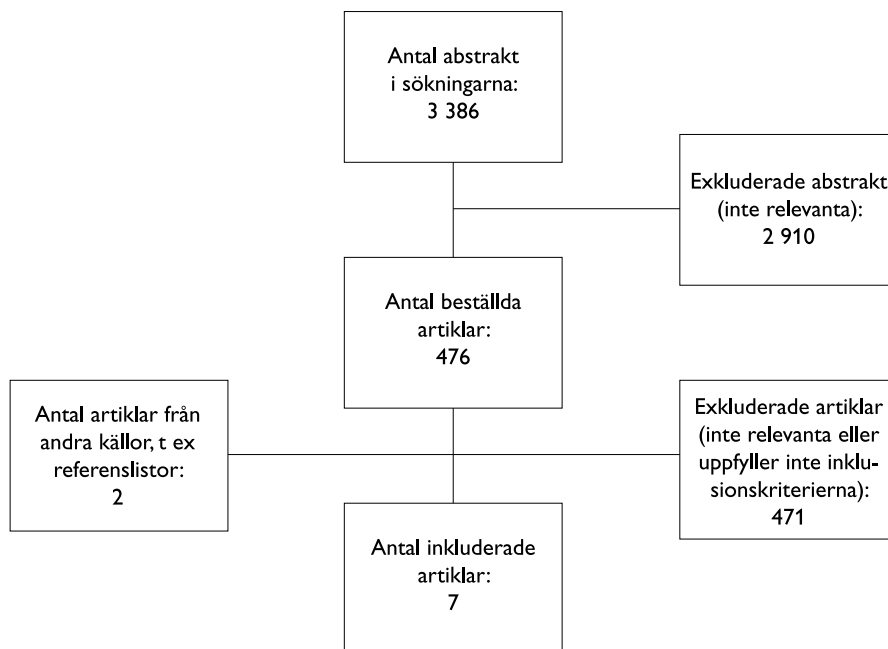 Antal abstrakt
i sökningarna:
3 386
Exkluderade abstrakt
(inte relevanta):
2 910
Antal beställda
artiklar:
476
Antal artiklar från
andra källor, t ex
referenslistor:
2
Exkluderade artiklar
(inte relevanta eller
uppfyller inte inklu-
sionskriterierna):
471
Antal inkluderade
artiklar:
7